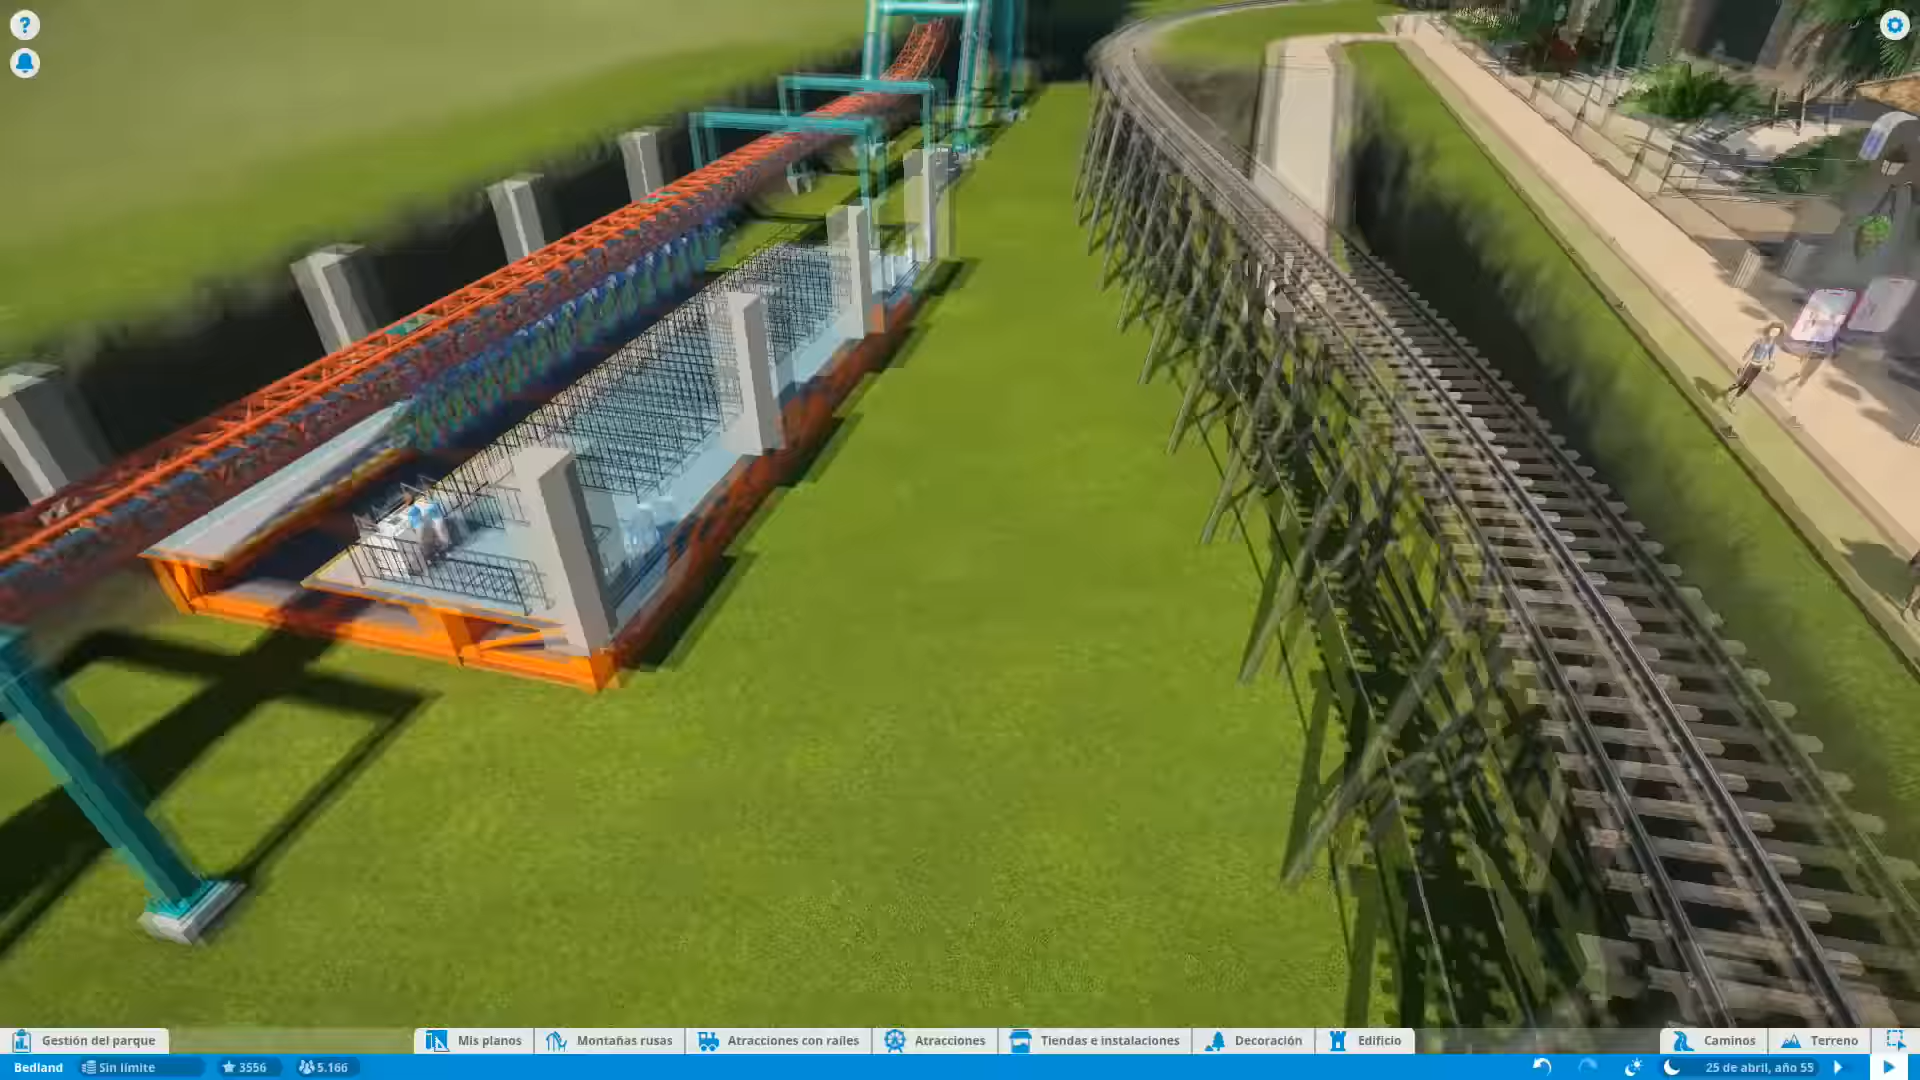 ?
Gestión del parque
Mis planos
Montañas rusas
Atracciones con raíles
Atracciones
Tiendas e instalaciones
Decoración
Edificio
Caminos
Terreno
Bedland
Sin límite
3556
5.166
25 de abril, año 55